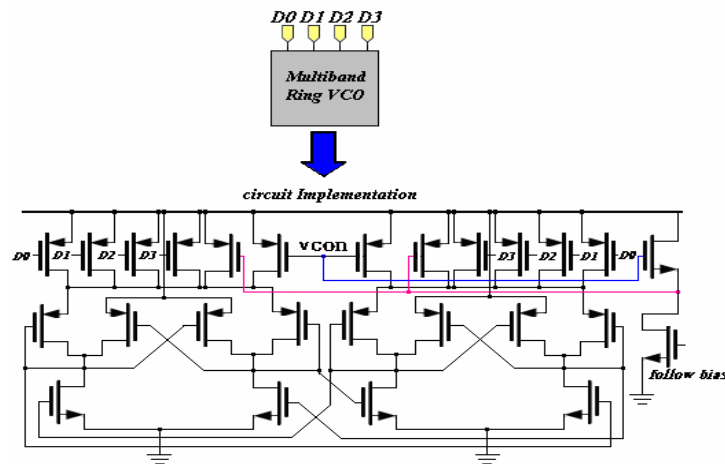 D0 D1 D2 D3
Multiband
Ring VCO
circuit Implementation
D0 D1 D2 D3 vcon D3 D2 D1 D0
follow bias